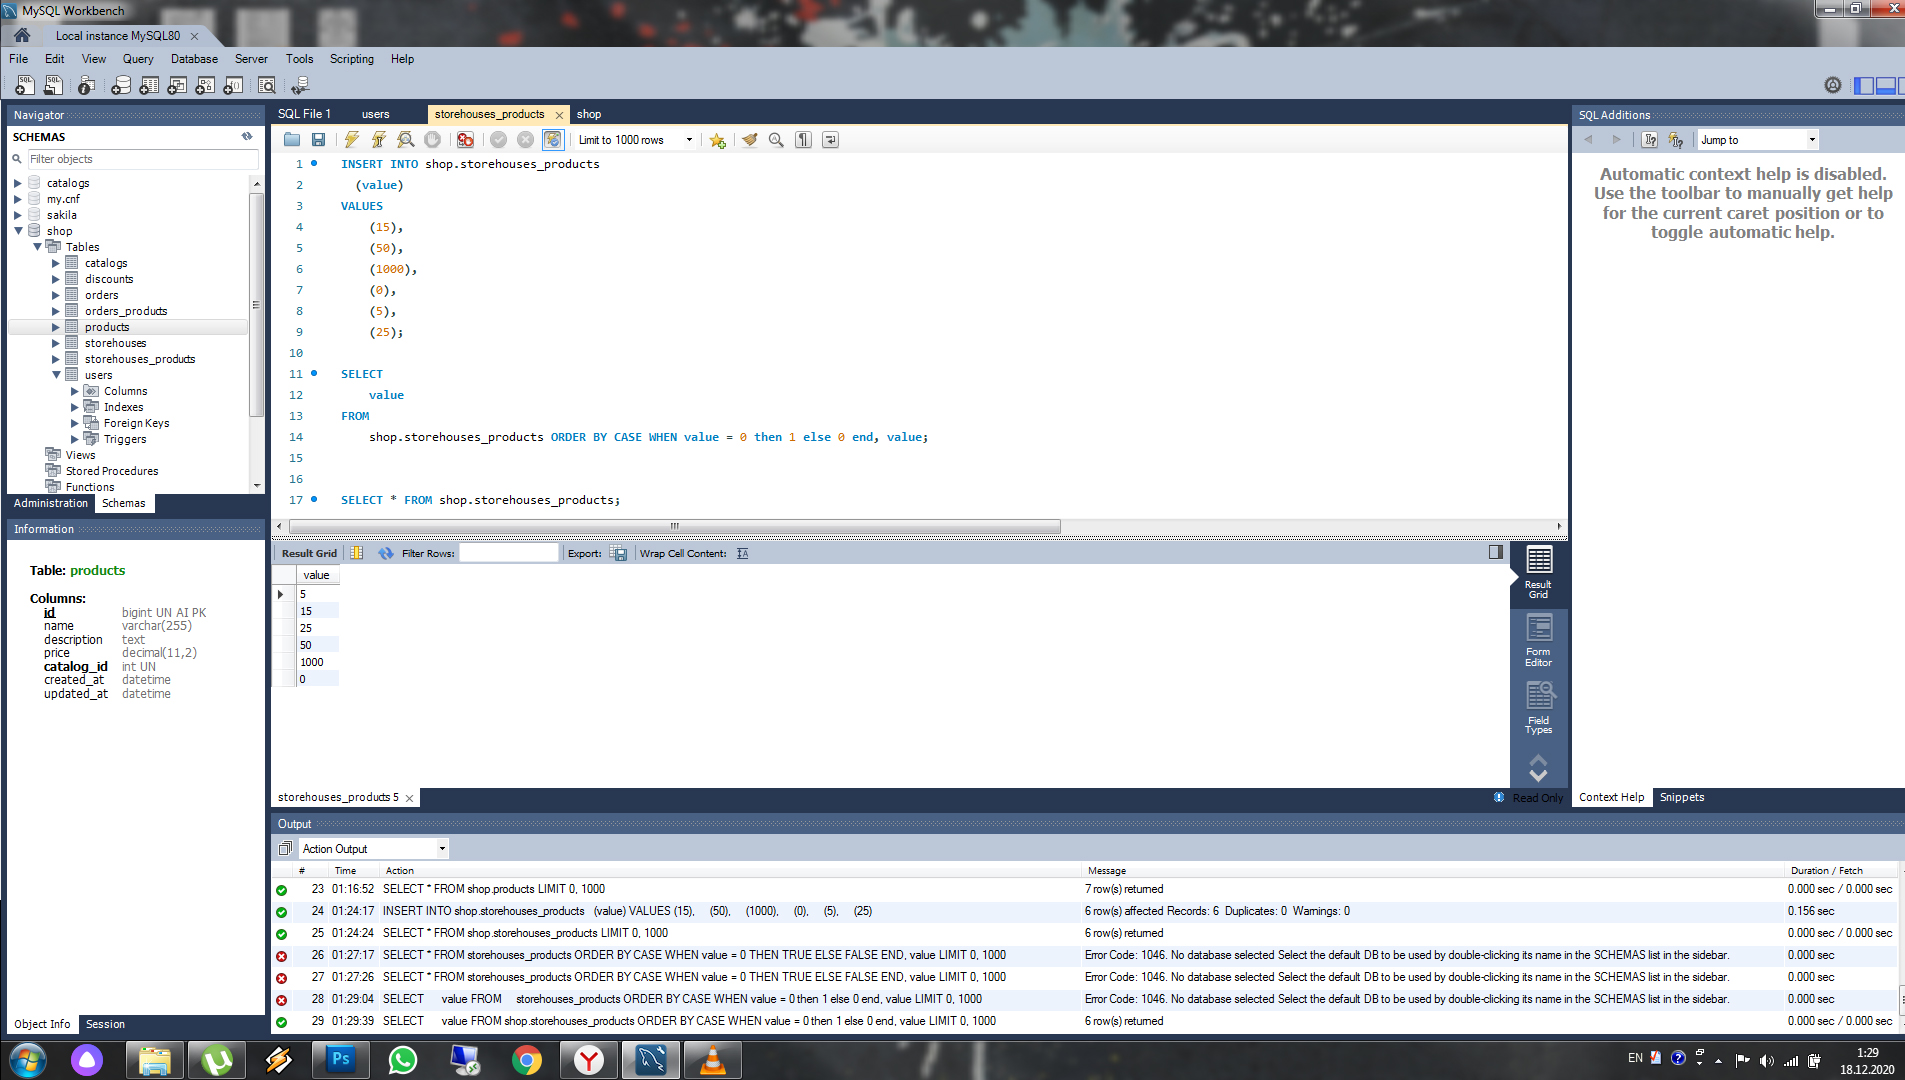 MySQL Workbench
Local instance MySQL80
File Edit View Query Database Server Tools Scripting Help
Navigator
SCHEMAS
Filter objects
catalogs
my.cnf
sakila
shop
Tables
catalogs
discounts
orders
orders_products
products
storehouses
storehouses_products
users
Columns
Indexes
Foreign Keys
Triggers
Views
Stored Procedures
Functions
Administration Schemas
Information
Table: products
Columns:
id bigint UN AI PK
name varchar(255)
description text
price decimal(11,2)
catalog_id int UN
created_at datetime
updated_at datetime
Object Info Session
SQL File 1 users storehouses_products shop
Limit to 1000 rows
1 INSERT INTO shop.storehouses_products
2 (value)
3 VALUES
4 (15),
5 (50),
6 (1000),
7 (0),
8 (5),
9 (25);
10
11 SELECT
12 value
13 FROM
14 shop.storehouses_products ORDER BY CASE WHEN value = 0 then 1 else 0 end, value;
15
16
17 SELECT * FROM shop.storehouses_products;
Result Grid Filter Rows: Export: Wrap Cell Content:
value
5
15
25
50
1000
0
Result Grid
Form Editor
Field Types
storehouses_products 5
Read Only
SQL Additions
Jump to
Automatic context help is disabled.
Use the toolbar to manually get help
for the current caret position or to
toggle automatic help.
Context Help Snippets
Output
Action Output
# Time Action Message Duration / Fetch
23 01:16:52 SELECT * FROM shop.products LIMIT 0, 1000 7 row(s) returned 0.000 sec / 0.000 sec
24 01:24:17 INSERT INTO shop.storehouses_products (value) VALUES (15), (50), (1000), (0), (5), (25) 6 row(s) affected Records: 6 Duplicates: 0 Warnings: 0 0.156 sec
25 01:24:24 SELECT * FROM shop.storehouses_products LIMIT 0, 1000 6 row(s) returned 0.000 sec / 0.000 sec
26 01:27:17 SELECT * FROM storehouses_products ORDER BY CASE WHEN value = 0 THEN TRUE ELSE FALSE END, value LIMIT 0, 1000 Error Code: 1046. No database selected Select the default DB to be used by double-clicking its name in the SCHEMAS list in the sidebar. 0.000 sec
27 01:27:26 SELECT * FROM storehouses_products ORDER BY CASE WHEN value = 0 THEN TRUE ELSE FALSE END, value LIMIT 0, 1000 Error Code: 1046. No database selected Select the default DB to be used by double-clicking its name in the SCHEMAS list in the sidebar. 0.000 sec
28 01:29:04 SELECT value FROM storehouses_products ORDER BY CASE WHEN value = 0 then 1 else 0 end, value LIMIT 0, 1000 Error Code: 1046. No database selected Select the default DB to be used by double-clicking its name in the SCHEMAS list in the sidebar. 0.000 sec
29 01:29:39 SELECT value FROM shop.storehouses_products ORDER BY CASE WHEN value = 0 then 1 else 0 end, value LIMIT 0, 1000 6 row(s) returned 0.000 sec / 0.000 sec
Ps
EN
1:29
18.12.2020